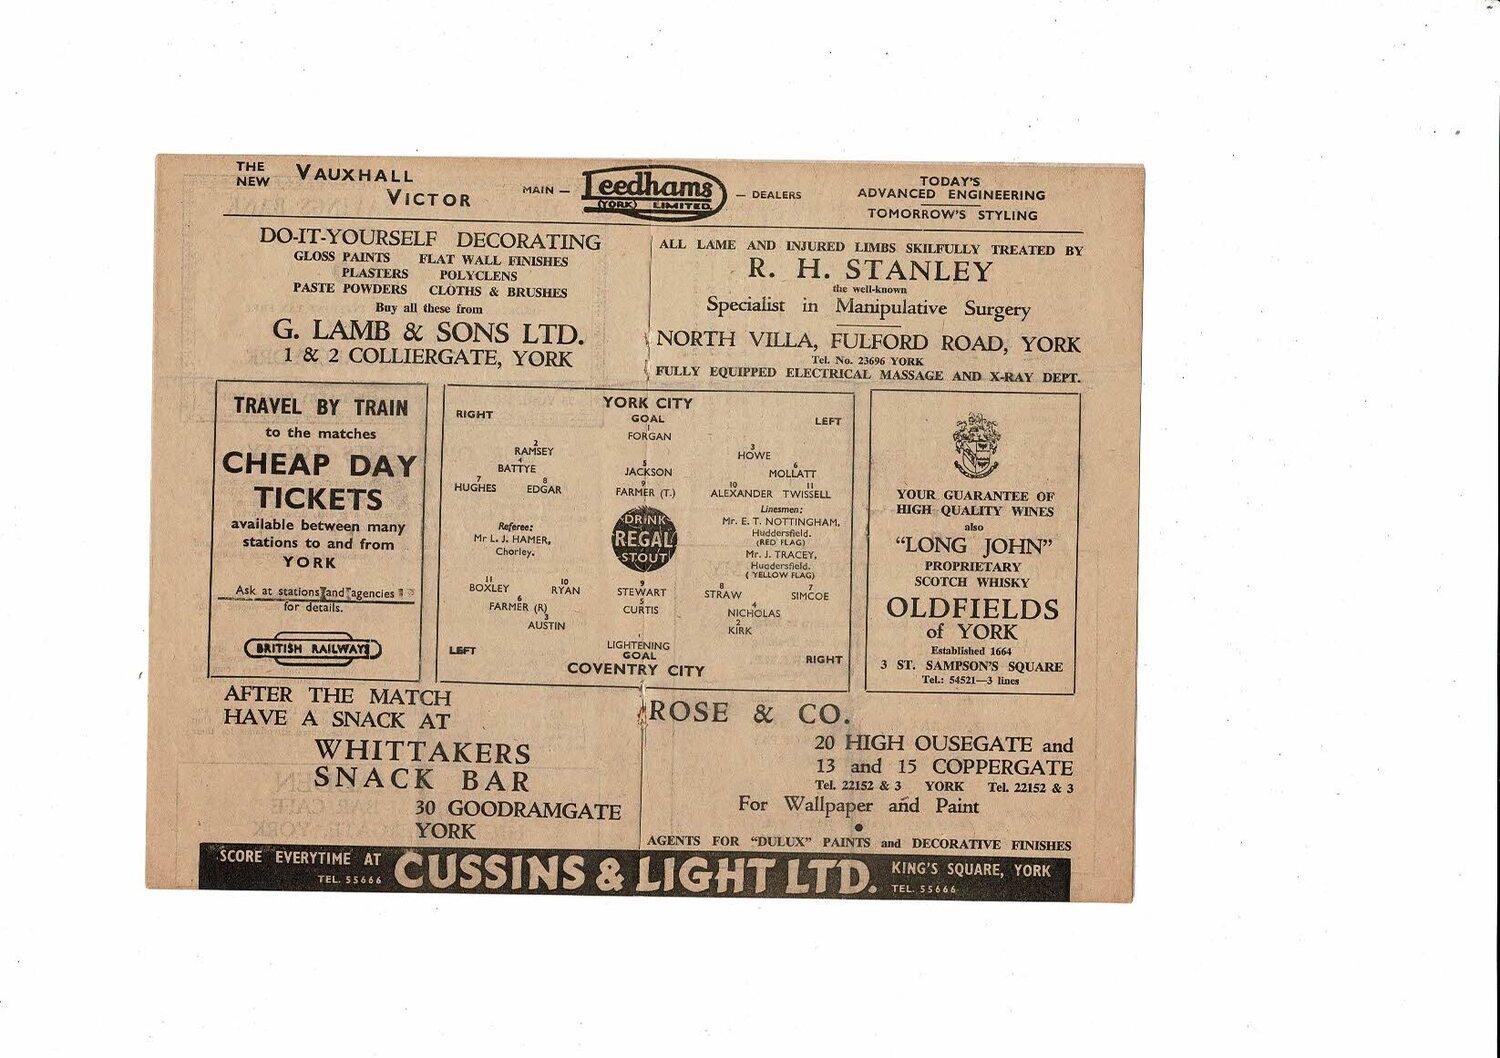 THE NEW VAUXHALL VICTOR
MAIN — Leedhams (YORK) LIMITED. — DEALERS
TODAY'S
ADVANCED ENGINEERING
TOMORROW'S STYLING
DO-IT-YOURSELF DECORATING
GLOSS PAINTS FLAT WALL FINISHES
PLASTERS POLYCLENS
PASTE POWDERS CLOTHS & BRUSHES
Buy all these from
G. LAMB & SONS LTD.
1 & 2 COLLIERGATE, YORK
ALL LAME AND INJURED LIMBS SKILFULLY TREATED BY
R. H. STANLEY
the well-known
Specialist in Manipulative Surgery
NORTH VILLA, FULFORD ROAD, YORK
Tel. No. 23696 YORK
FULLY EQUIPPED ELECTRICAL MASSAGE AND X-RAY DEPT.
TRAVEL BY TRAIN
to the matches
CHEAP DAY
TICKETS
available between many
stations to and from
YORK
Ask at stations and agencies
for details.
BRITISH RAILWAYS
YORK CITY
RIGHT GOAL LEFT
1
FORGAN
2 3
RAMSEY HOWE
4 5 6
BATTYE JACKSON MOLLATT
7 8 9 10 11
HUGHES EDGAR FARMER (T.) ALEXANDER TWISSELL
Referee:
Mr L. J. HAMER,
Chorley.
DRINK
REGAL
STOUT
Linesmen:
Mr. E. T. NOTTINGHAM,
Huddersfield.
(RED FLAG)
Mr. J. TRACEY,
Huddersfield.
( YELLOW FLAG)
11 10 9 8 7
BOXLEY RYAN STEWART STRAW SIMCOE
6 5 4
FARMER (R) CURTIS NICHOLAS
3 2
AUSTIN KIRK
1
LIGHTENING
LEFT GOAL RIGHT
COVENTRY CITY
YOUR GUARANTEE OF
HIGH QUALITY WINES
also
“LONG JOHN”
PROPRIETARY
SCOTCH WHISKY
OLDFIELDS
of YORK
Established 1664
3 ST. SAMPSON'S SQUARE
Tel.: 54521—3 lines
AFTER THE MATCH
HAVE A SNACK AT
WHITTAKERS
SNACK BAR
30 GOODRAMGATE
YORK
ROSE & CO.
20 HIGH OUSEGATE and
13 and 15 COPPERGATE
Tel. 22152 & 3 YORK Tel. 22152 & 3
For Wallpaper and Paint
AGENTS FOR “DULUX” PAINTS and DECORATIVE FINISHES
SCORE EVERYTIME AT
TEL. 55666
CUSSINS & LIGHT LTD.
KING'S SQUARE, YORK
TEL. 55666